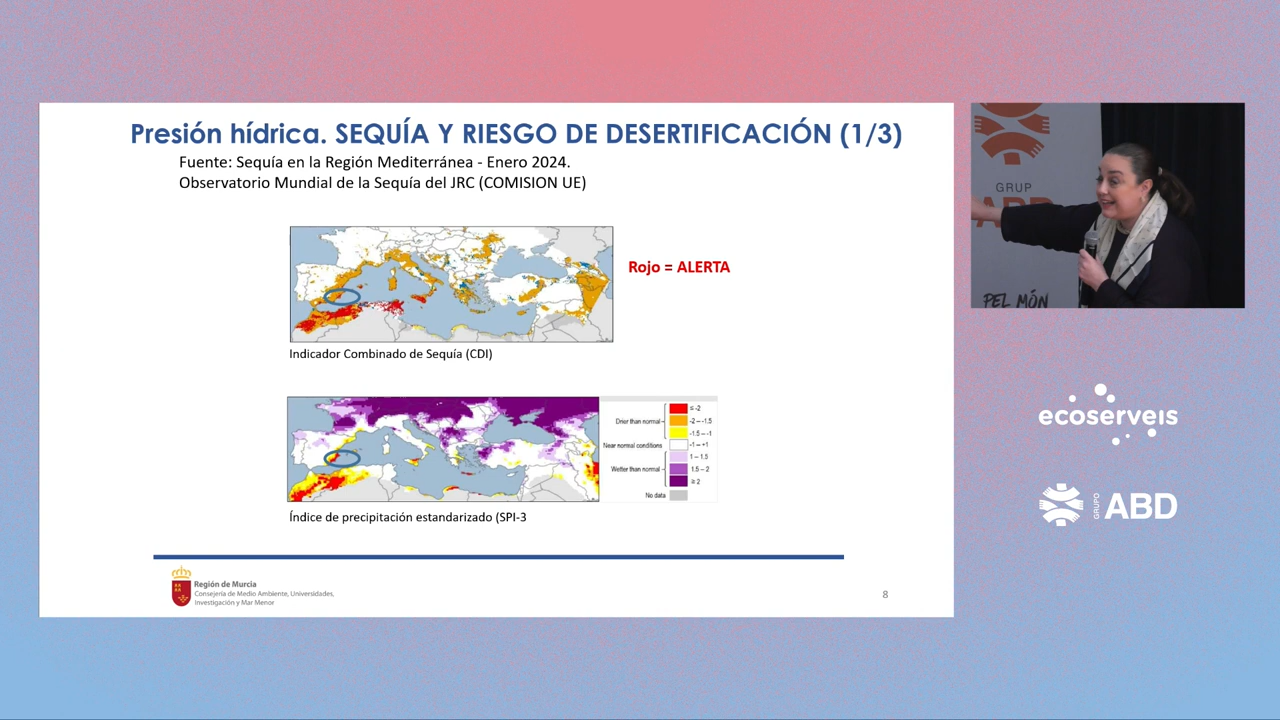 Presión hídrica. SEQUÍA Y RIESGO DE DESERTIFICACIÓN (1/3)
Fuente: Sequía en la Región Mediterránea - Enero 2024.
Observatorio Mundial de la Sequía del JRC (COMISION UE)
Rojo = ALERTA
Indicador Combinado de Sequía (CDI)
Drier than normal
Near normal conditions
Wetter than normal
No data
≤ -2
-2 – -1.5
-1.5 – -1
-1 – +1
1 – 1.5
1.5 – 2
≥ 2
Índice de precipitación estandarizado (SPI-3
Región de Murcia
Consejería de Medio Ambiente, Universidades,
Investigación y Mar Menor
8
GRUP
ABD
PEL MÓN
ecoserveis
GRUPO
ABD